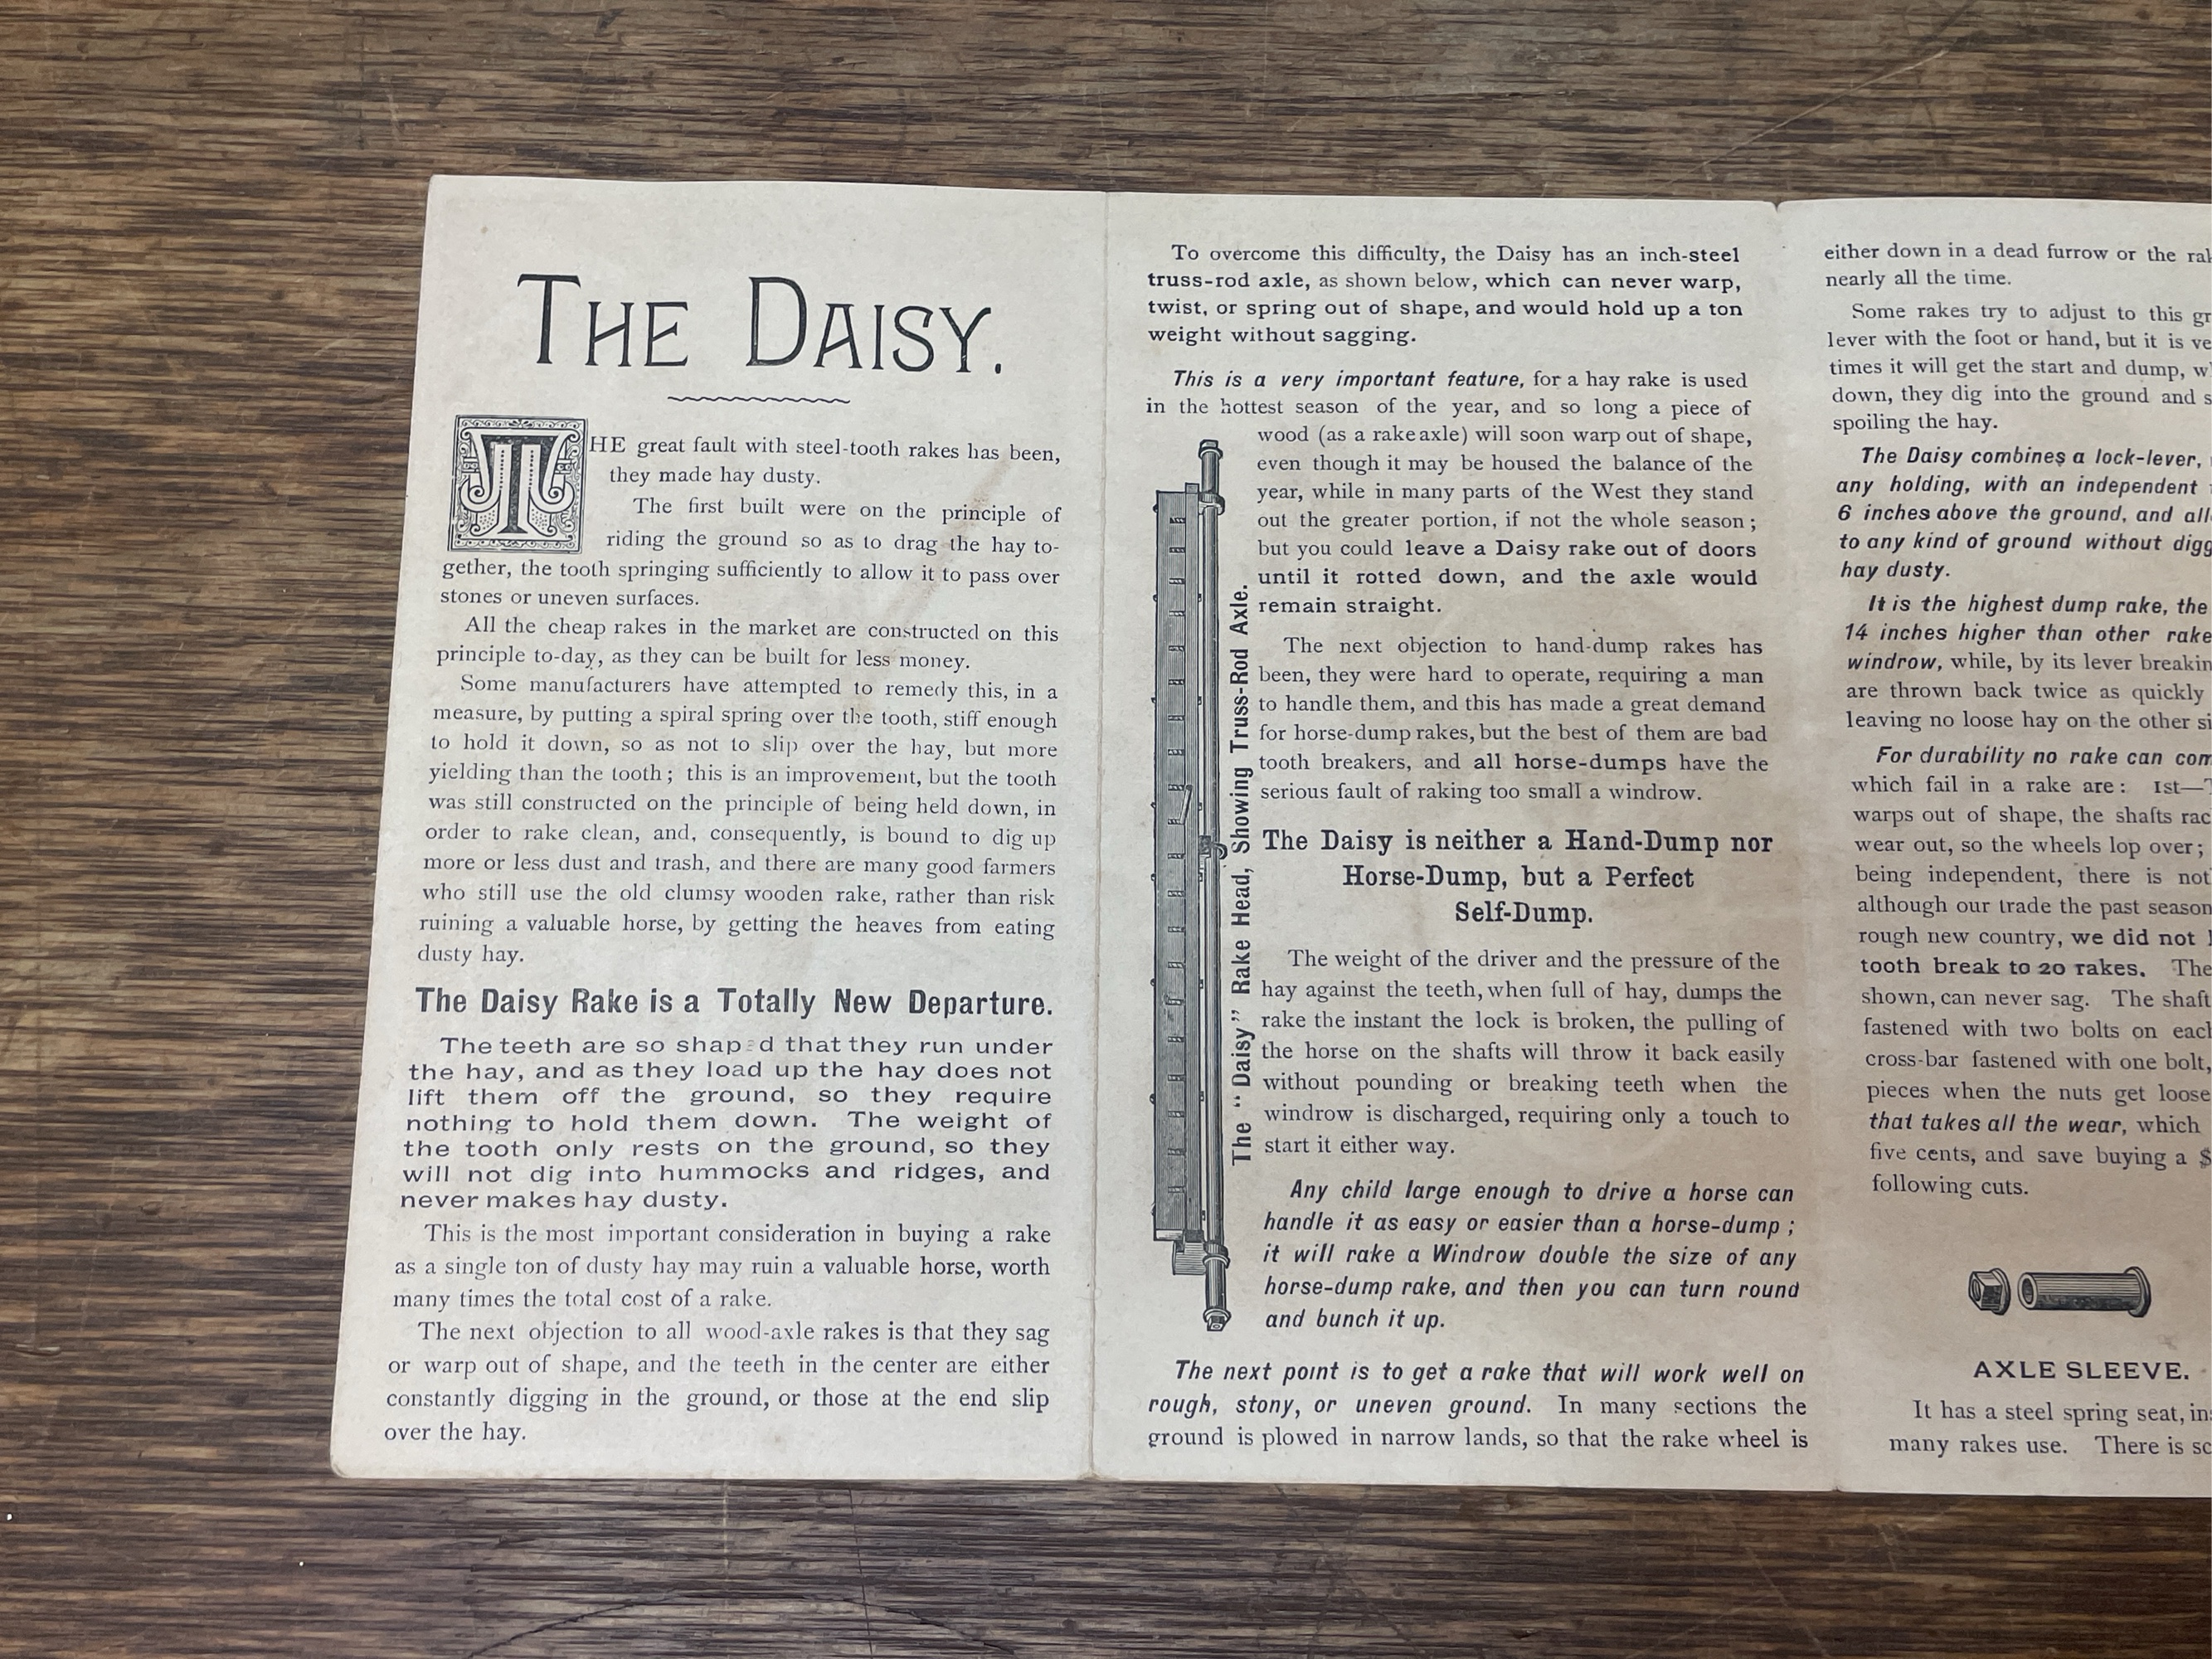 THE DAISY.
THE great fault with steel-tooth rakes has been,
they made hay dusty.
The first built were on the principle of
riding the ground so as to drag the hay to-
gether, the tooth springing sufficiently to allow it to pass over
stones or uneven surfaces.
All the cheap rakes in the market are constructed on this
principle to-day, as they can be built for less money.
Some manufacturers have attempted to remedy this, in a
measure, by putting a spiral spring over the tooth, stiff enough
to hold it down, so as not to slip over the hay, but more
yielding than the tooth; this is an improvement, but the tooth
was still constructed on the principle of being held down, in
order to rake clean, and, consequently, is bound to dig up
more or less dust and trash, and there are many good farmers
who still use the old clumsy wooden rake, rather than risk
ruining a valuable horse, by getting the heaves from eating
dusty hay.
The Daisy Rake is a Totally New Departure.
The teeth are so shaped that they run under
the hay, and as they load up the hay does not
lift them off the ground, so they require
nothing to hold them down. The weight of
the tooth only rests on the ground, so they
will not dig into hummocks and ridges, and
never makes hay dusty.
This is the most important consideration in buying a rake
as a single ton of dusty hay may ruin a valuable horse, worth
many times the total cost of a rake.
The next objection to all wood-axle rakes is that they sag
or warp out of shape, and the teeth in the center are either
constantly digging in the ground, or those at the end slip
over the hay.
To overcome this difficulty, the Daisy has an inch-steel
truss-rod axle, as shown below, which can never warp,
twist, or spring out of shape, and would hold up a ton
weight without sagging.
This is a very important feature, for a hay rake is used
in the hottest season of the year, and so long a piece of
wood (as a rake axle) will soon warp out of shape,
even though it may be housed the balance of the
year, while in many parts of the West they stand
out the greater portion, if not the whole season;
but you could leave a Daisy rake out of doors
until it rotted down, and the axle would
remain straight.
The "Daisy" Rake Head, Showing Truss-Rod Axle.
The next objection to hand-dump rakes has
been, they were hard to operate, requiring a man
to handle them, and this has made a great demand
for horse-dump rakes, but the best of them are bad
tooth breakers, and all horse-dumps have the
serious fault of raking too small a windrow.
The Daisy is neither a Hand-Dump nor
Horse-Dump, but a Perfect
Self-Dump.
The weight of the driver and the pressure of the
hay against the teeth, when full of hay, dumps the
rake the instant the lock is broken, the pulling of
the horse on the shafts will throw it back easily
without pounding or breaking teeth when the
windrow is discharged, requiring only a touch to
start it either way.
Any child large enough to drive a horse can
handle it as easy or easier than a horse-dump;
it will rake a Windrow double the size of any
horse-dump rake, and then you can turn round
and bunch it up.
The next point is to get a rake that will work well on
rough, stony, or uneven ground. In many sections the
ground is plowed in narrow lands, so that the rake wheel is
either down in a dead furrow or the
nearly all the time.
Some rakes try to adjust to this
lever with the foot or hand, but it is
times it will get the start and dump,
down, they dig into the ground and
spoiling the hay.
The Daisy combines a lock-lever,
any holding, with an independent
6 inches above the ground, and
to any kind of ground without
hay dusty.
It is the highest dump rake, the
14 inches higher than other
windrow, while, by its lever
are thrown back twice as quickly
leaving no loose hay on the other
For durability no rake can
which fail in a rake are: 1st—
warps out of shape, the shafts
wear out, so the wheels lop over;
being independent, there is
although our trade the past season
rough new country, we did not
tooth break to 20 rakes. The
shown, can never sag. The
fastened with two bolts on
cross-bar fastened with one bolt,
pieces when the nuts get loose
that takes all the wear, which
five cents, and save buying a $
following cuts.
AXLE SLEEVE.
It has a steel spring seat,
many rakes use. There is